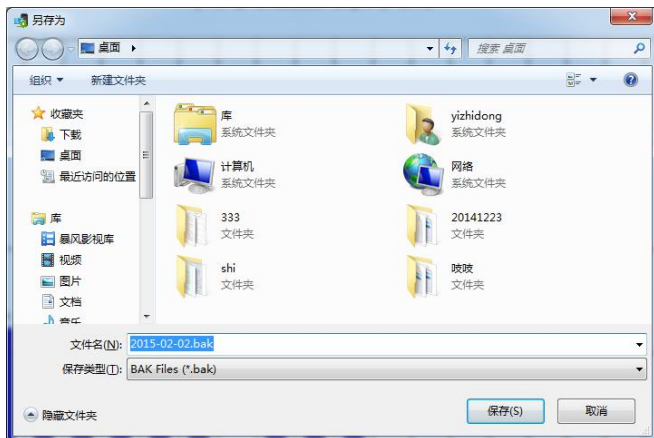 另存为
桌面
搜索 桌面
组织 新建文件夹
收藏夹
下载
桌面
最近访问的位置
库
暴风影视库
视频
图片
文档
音乐
库
系统文件夹
yizhidong
系统文件夹
计算机
系统文件夹
网络
系统文件夹
333
文件夹
20141223
文件夹
shi
文件夹
吱吱
文件夹
文件名(N): 2015-02-02.bak
保存类型(T): BAK Files (*.bak)
隐藏文件夹 保存(S) 取消